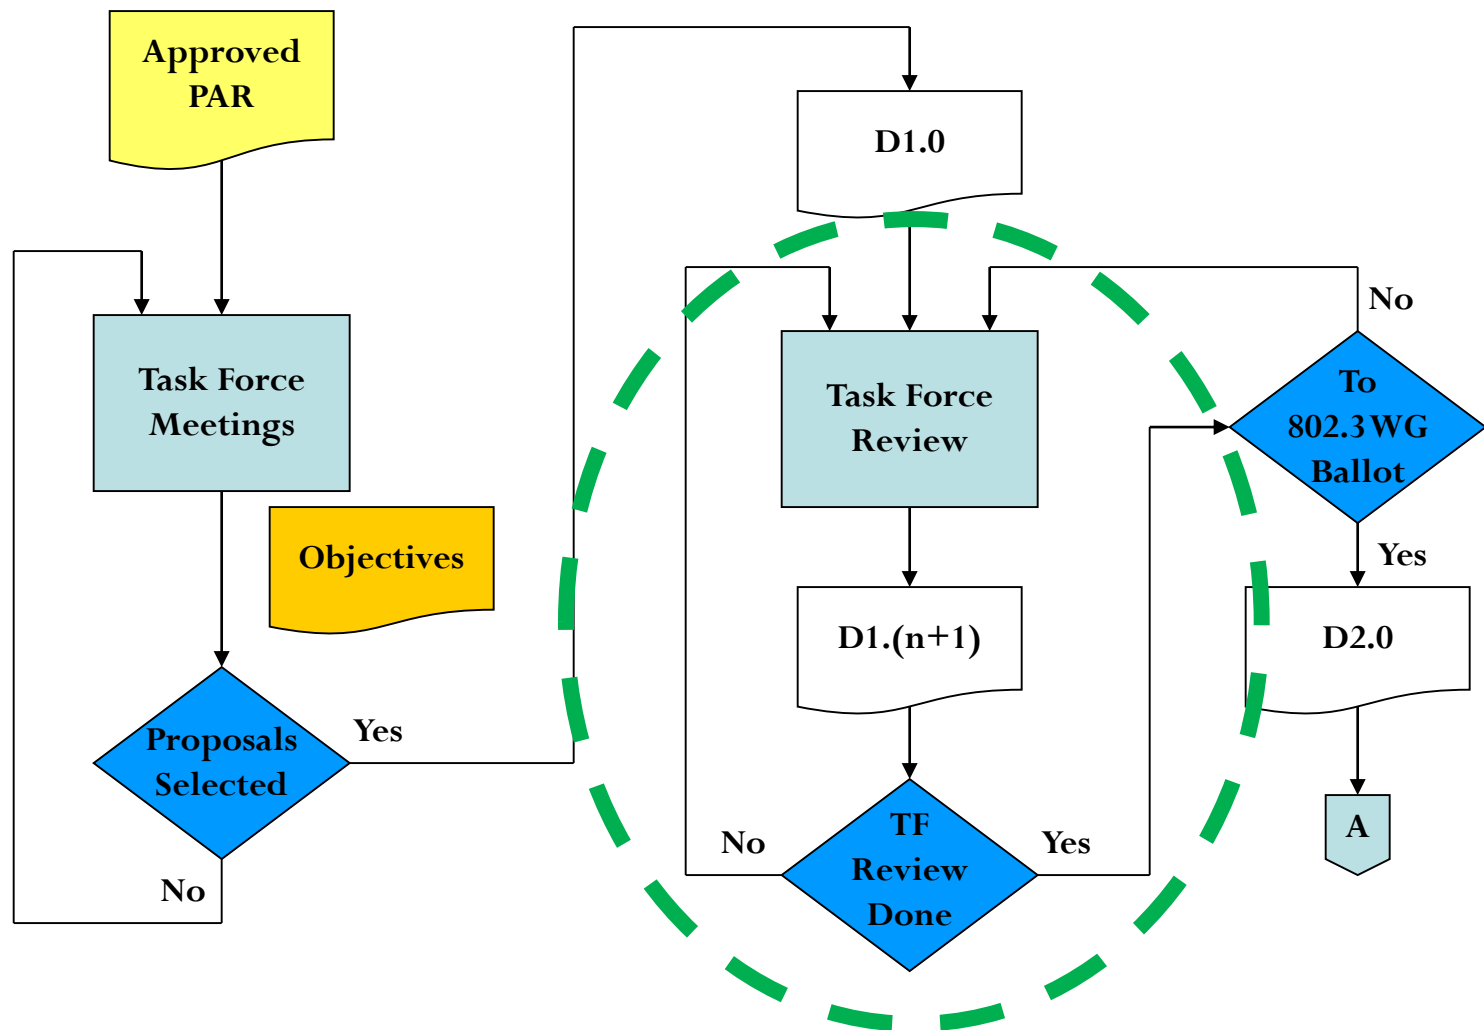 Approved
PAR
Task Force
Meetings
Objectives
Proposals
Selected
Yes
No
D1.0
Task Force
Review
D1.(n+1)
TF
Review
Done
No
Yes
To
802.3 WG
Ballot
No
Yes
D2.0
A